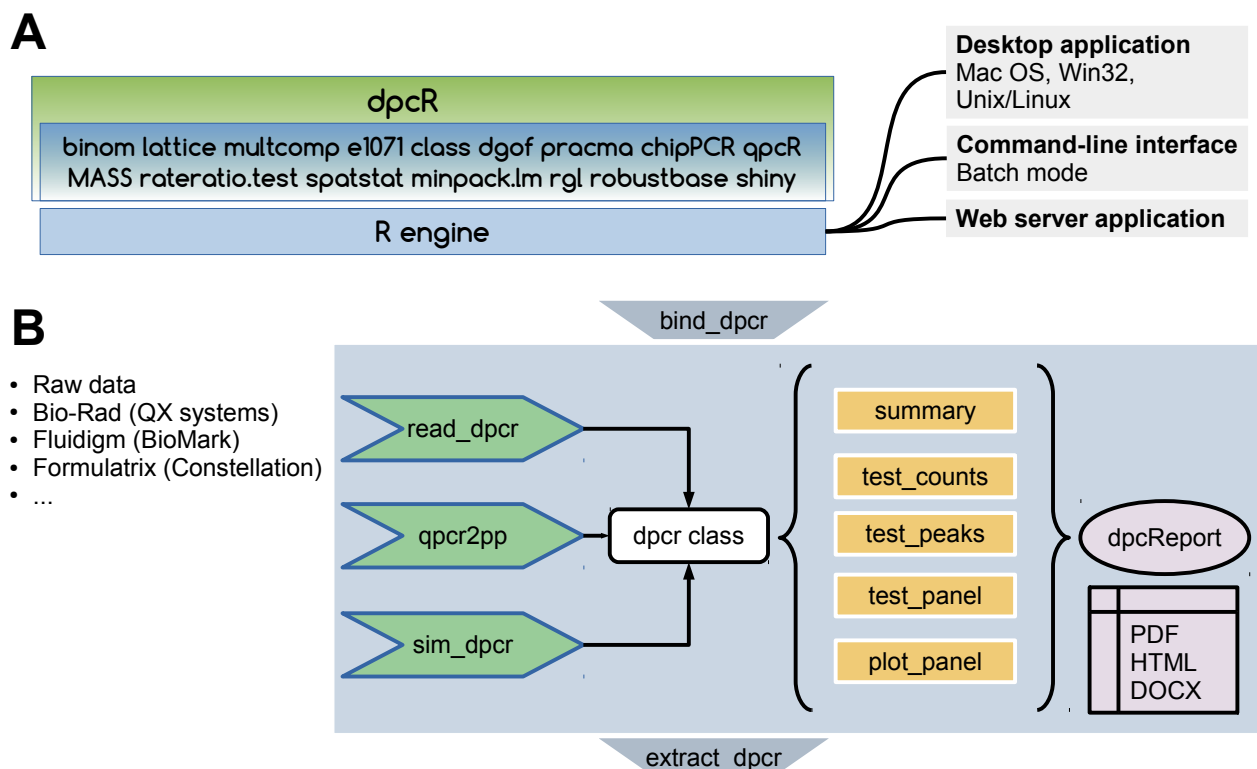 A
dpcR
binom lattice multcomp e1071 class dgof pracma chipPCR qpcR
MASS rateratio.test spatstat minpack.lm rgl robustbase shiny
R engine
Desktop application
Mac OS, Win32,
Unix/Linux
Command-line interface
Batch mode
Web server application
B
• Raw data
• Bio-Rad (QX systems)
• Fluidigm (BioMark)
• Formulatrix (Constellation)
• ...
bind_dpcr
read_dpcr
qpcr2pp
sim_dpcr
dpcr class
summary
test_counts
test_peaks
test_panel
plot_panel
dpcReport
PDF
HTML
DOCX
extract_dpcr